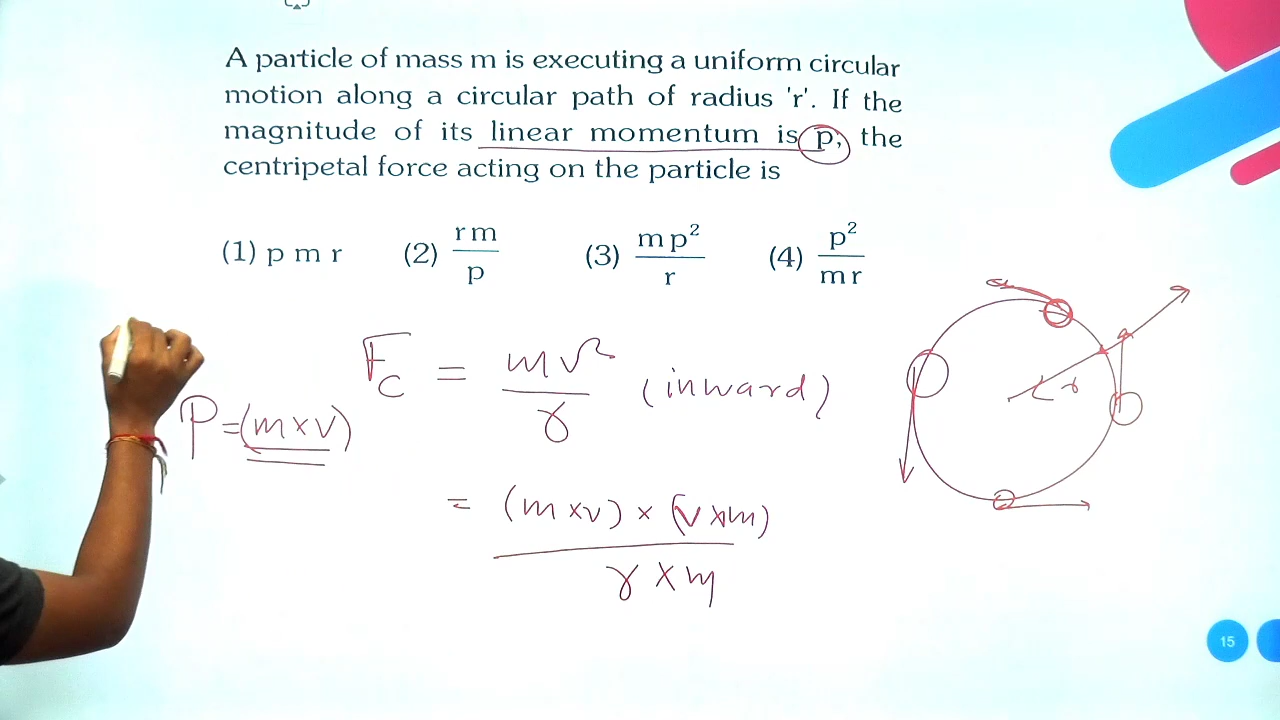 A particle of mass m is executing a uniform circular
motion along a circular path of radius 'r'. If the
magnitude of its linear momentum is p, the
centripetal force acting on the particle is
(1) p m r (2) rm/p (3) mp²/r (4) p²/mr
F_C = mv²/r (inward)
P = (m×v)
= (m×v) × (v×m) / r × m
r
15